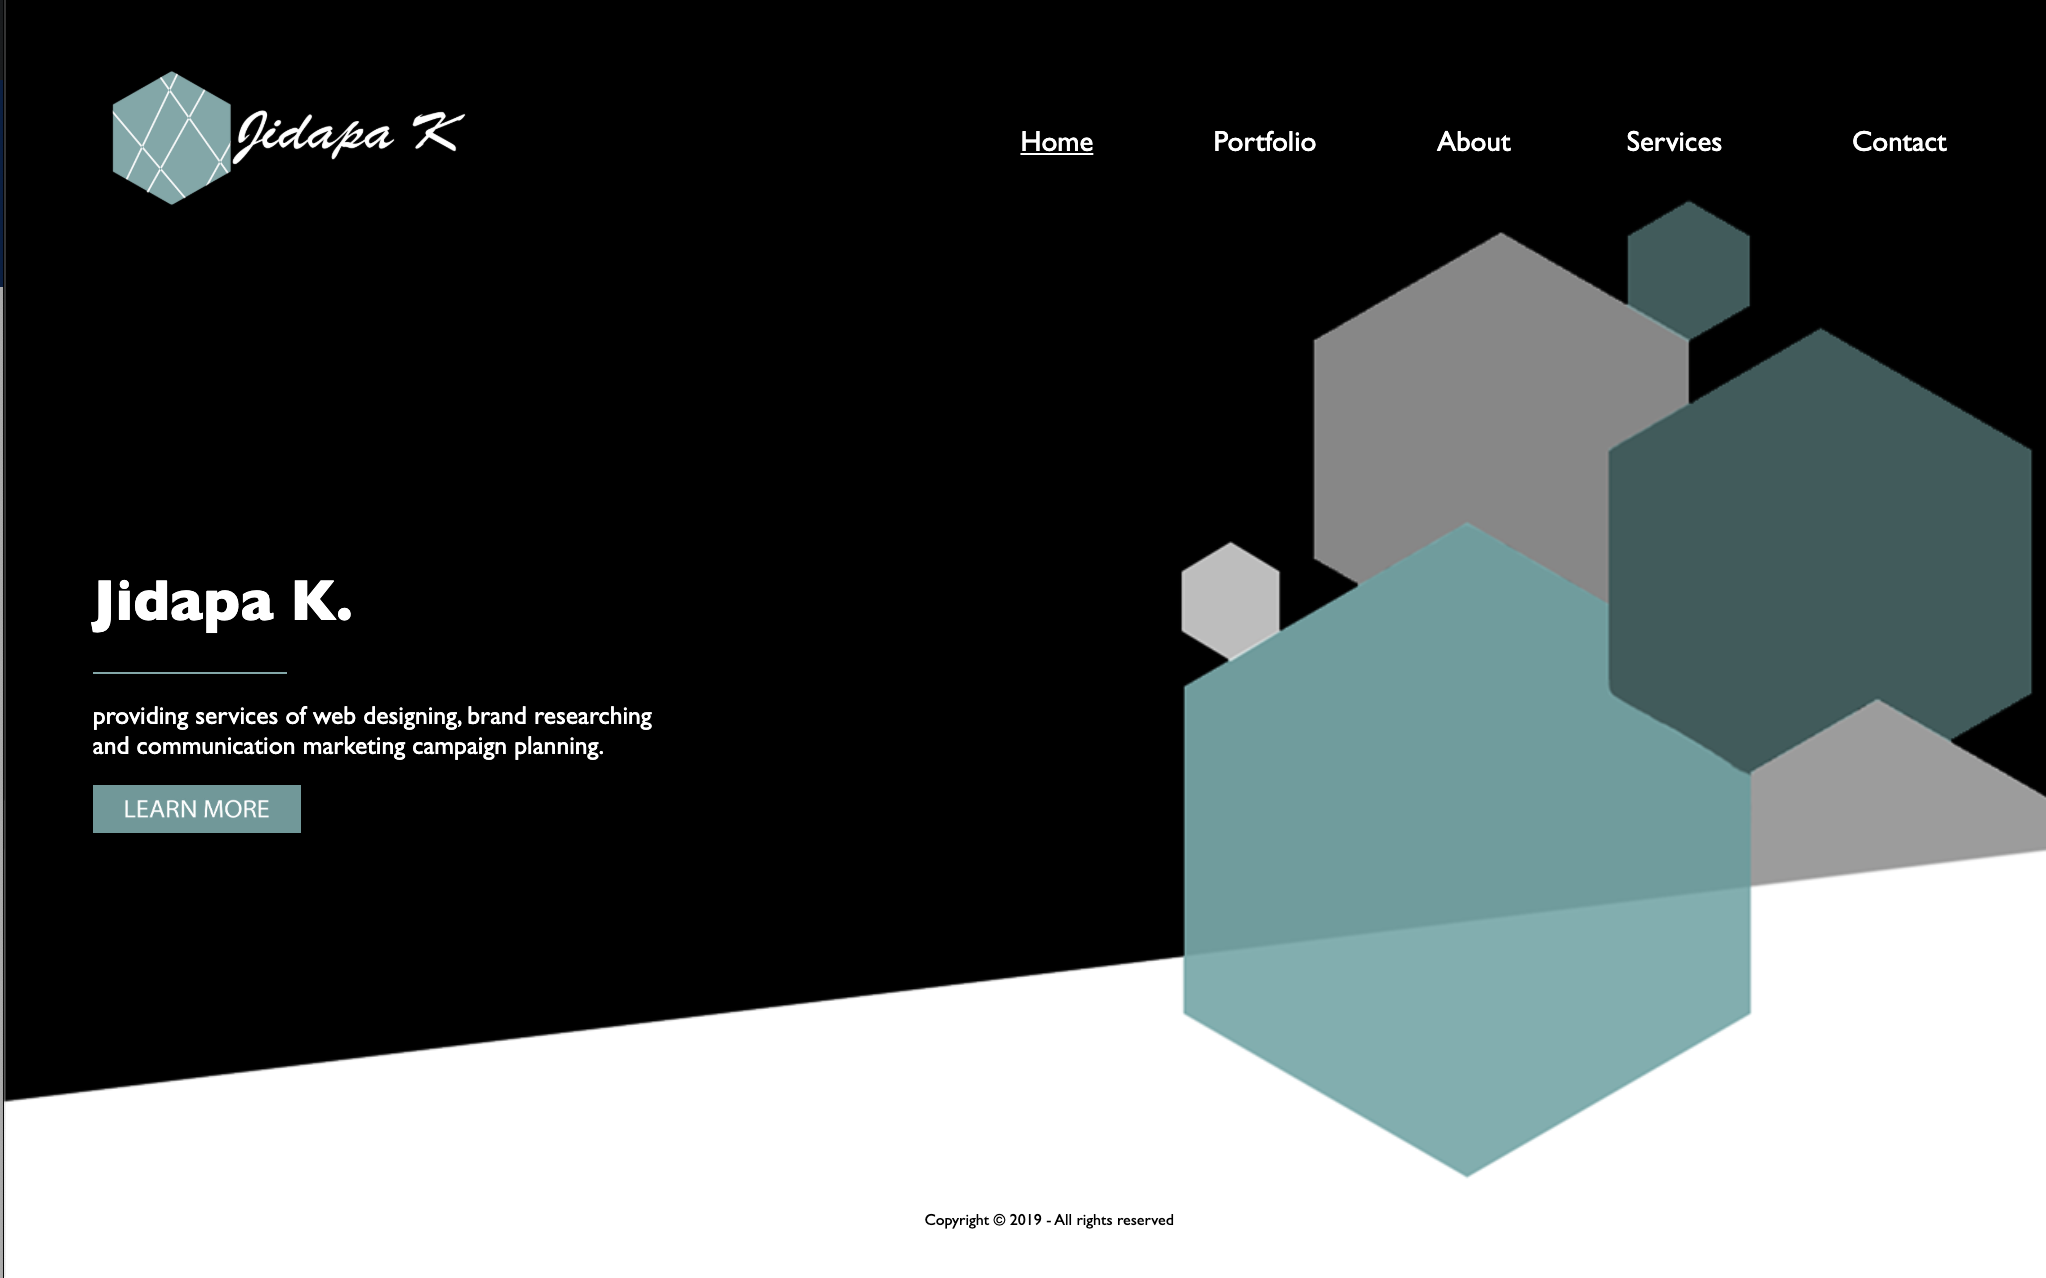 Jidapa K
Home Portfolio About Services Contact
Jidapa K.
providing services of web designing, brand researching
and communication marketing campaign planning.
LEARN MORE
Copyright © 2019 - All rights reserved